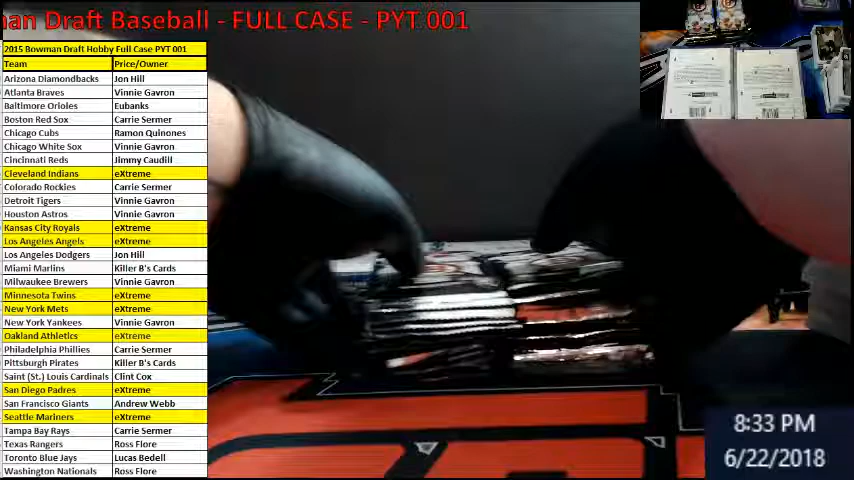 an Draft Baseball - FULL CASE - PYT 001
2015 Bowman Draft Hobby Full Case PYT 001
Team Price/Owner
Arizona Diamondbacks Jon Hill
Atlanta Braves Vinnie Gavron
Baltimore Orioles Eubanks
Boston Red Sox Carrie Sermer
Chicago Cubs Ramon Quinones
Chicago White Sox Vinnie Gavron
Cincinnati Reds Jimmy Caudill
Cleveland Indians eXtreme
Colorado Rockies Carrie Sermer
Detroit Tigers Vinnie Gavron
Houston Astros Vinnie Gavron
Kansas City Royals eXtreme
Los Angeles Angels eXtreme
Los Angeles Dodgers Jon Hill
Miami Marlins Killer B's Cards
Milwaukee Brewers Vinnie Gavron
Minnesota Twins eXtreme
New York Mets eXtreme
New York Yankees Vinnie Gavron
Oakland Athletics eXtreme
Philadelphia Phillies Carrie Sermer
Pittsburgh Pirates Killer B's Cards
Saint (St.) Louis Cardinals Clint Cox
San Diego Padres eXtreme
San Francisco Giants Andrew Webb
Seattle Mariners eXtreme
Tampa Bay Rays Carrie Sermer
Texas Rangers Ross Flore
Toronto Blue Jays Lucas Bedell
Washington Nationals Ross Flore
8:33 PM
6/22/2018